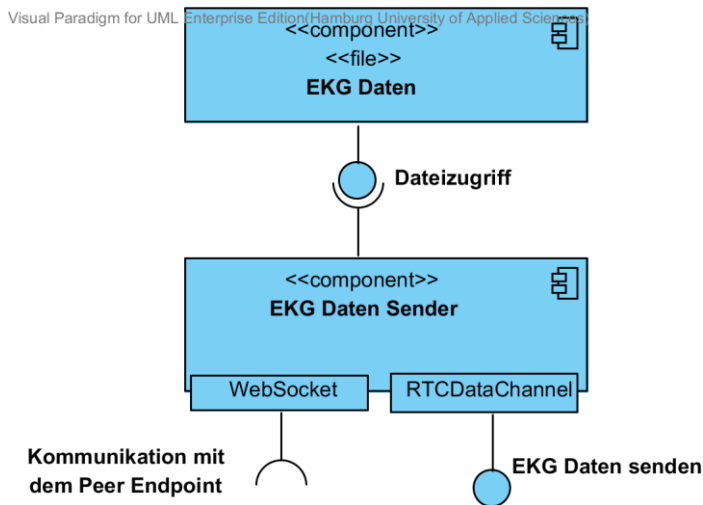 Visual Paradigm for UML Enterprise Edition(Hamburg University of Applied Sciences)
<<component>>
<<file>>
EKG Daten
Dateizugriff
<<component>>
EKG Daten Sender
WebSocket
RTCDataChannel
Kommunikation mit
dem Peer Endpoint
EKG Daten senden